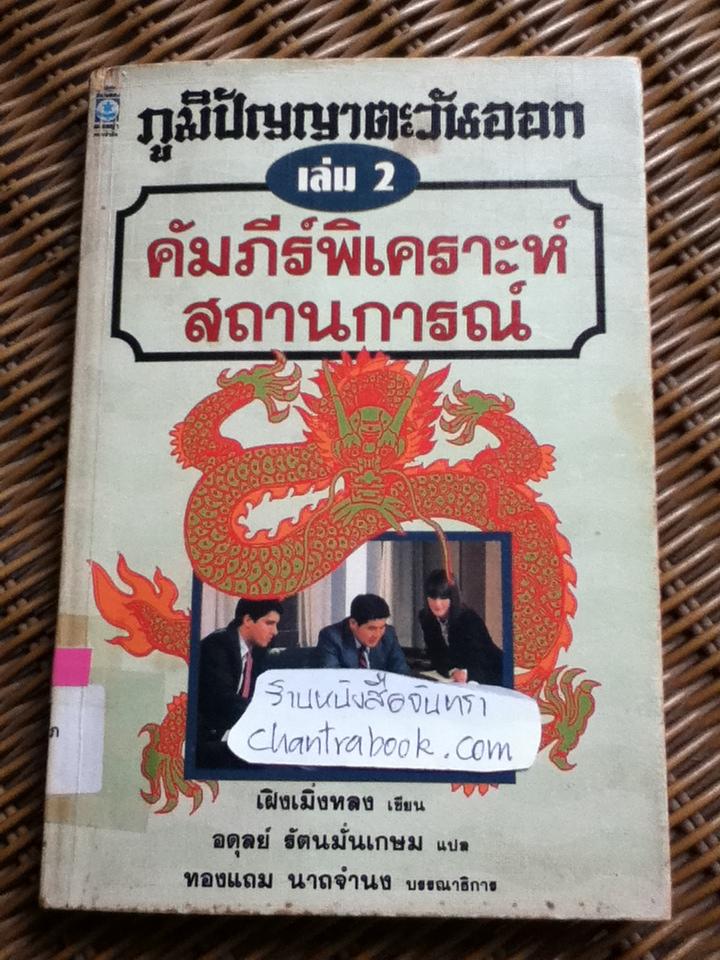 ภูมิปัญญาตะวันออก
เล่ม 2
คัมภีร์พิเคราะห์
สถานการณ์
ร้านหนังสือจันทรา
chantrabook.com
เฝิงเมิ่งหลง เขียน
อดุลย์ รัตนมั่นเกษม แปล
ทองแถม นาถจำนง บรรณาธิการ